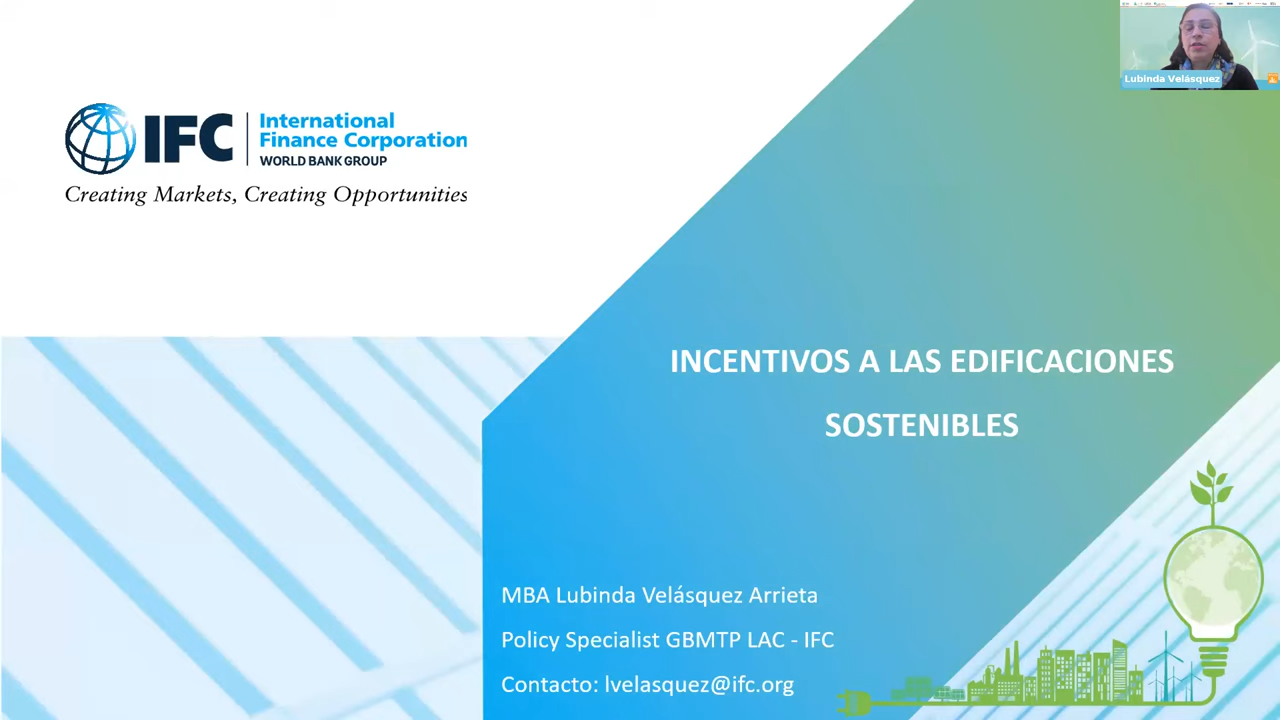 Lubinda Velásquez
IFC
International
Finance Corporation
WORLD BANK GROUP
Creating Markets, Creating Opportunities
INCENTIVOS A LAS EDIFICACIONES
SOSTENIBLES
MBA Lubinda Velásquez Arrieta
Policy Specialist GBMTP LAC - IFC
Contacto: lvelasquez@ifc.org